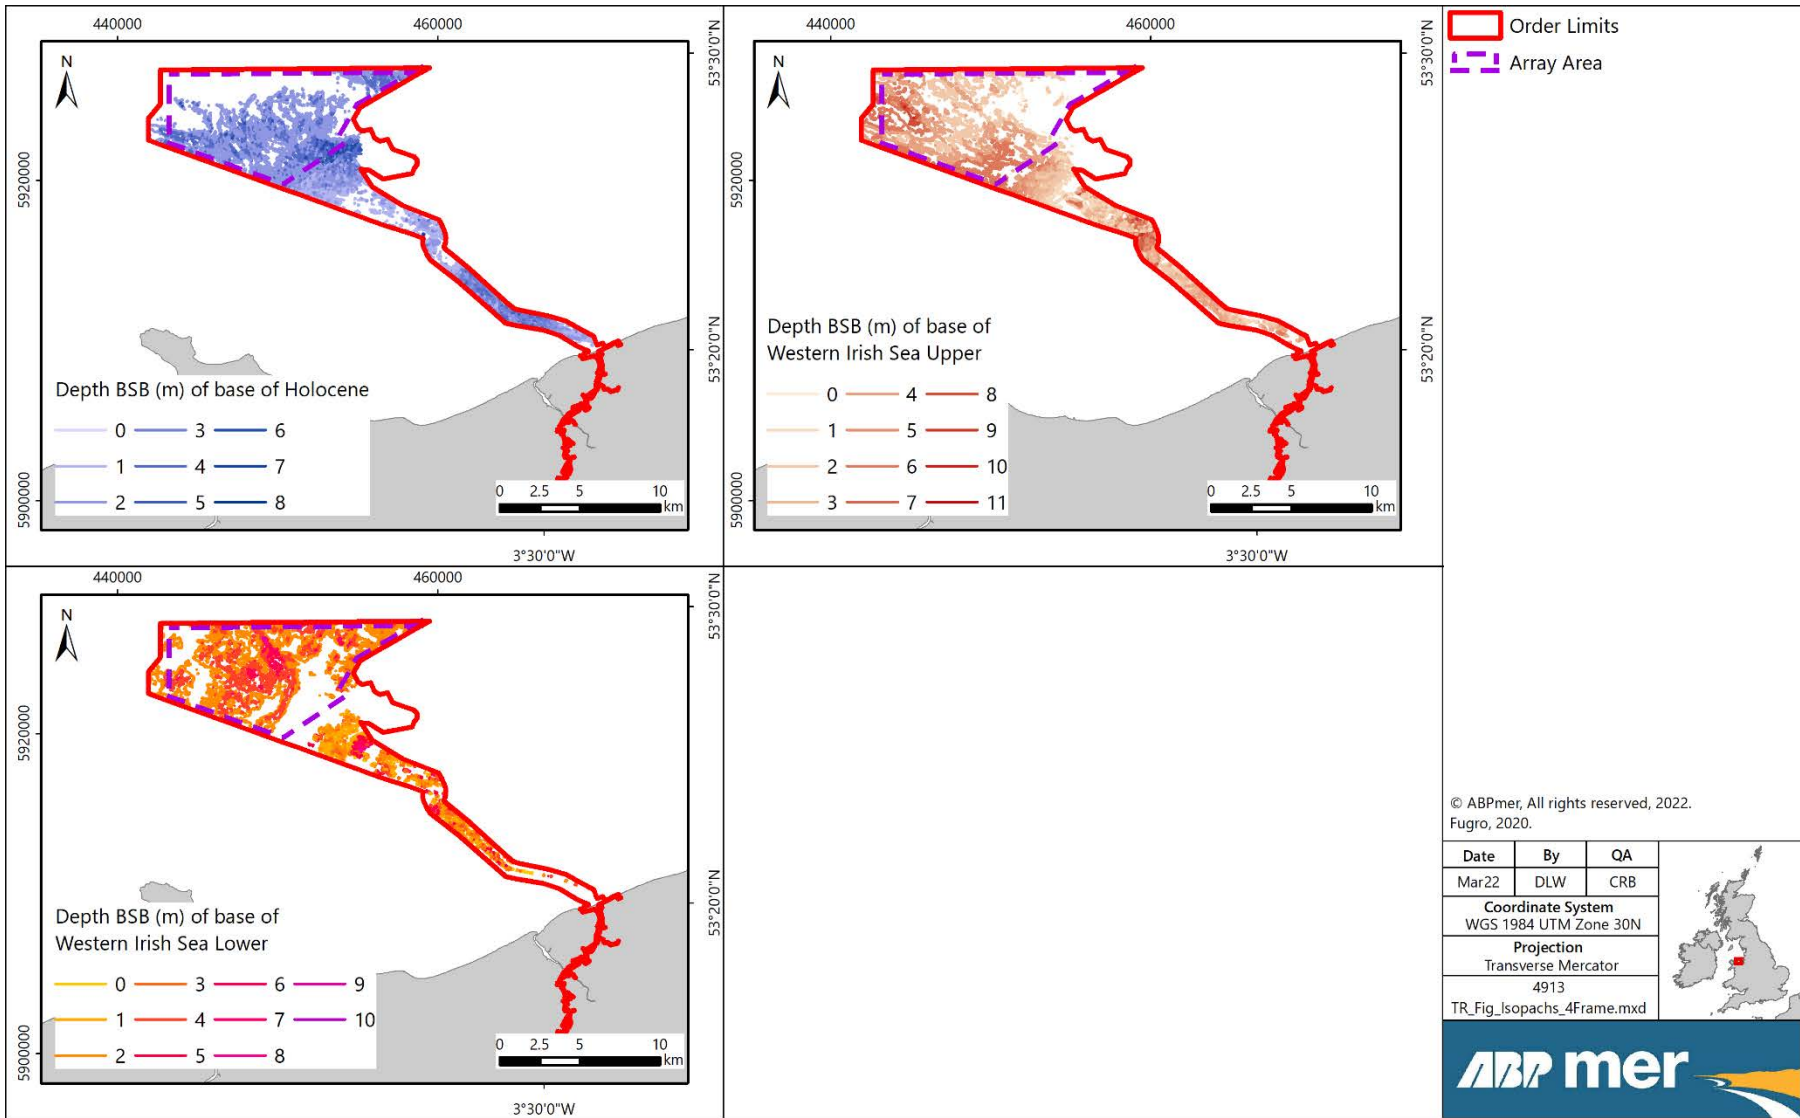 440000
460000
53°30'0"N
N
5920000
53°20'0"N
Depth BSB (m) of base of Holocene
0 3 6
1 4 7
2 5 8
0 2.5 5 10
km
5900000
3°30'0"W
440000
460000
53°30'0"N
N
5920000
53°20'0"N
Depth BSB (m) of base of
Western Irish Sea Upper
0 4 8
1 5 9
2 6 10
3 7 11
0 2.5 5 10
km
5900000
3°30'0"W
440000
460000
53°30'0"N
N
5920000
53°20'0"N
Depth BSB (m) of base of
Western Irish Sea Lower
0 3 6 9
1 4 7 10
2 5 8
0 2.5 5 10
km
5900000
3°30'0"W
Order Limits
Array Area
© ABPmer, All rights reserved, 2022.
Fugro, 2020.
Date By QA
Mar22 DLW CRB
Coordinate System
WGS 1984 UTM Zone 30N
Projection
Transverse Mercator
4913
TR_Fig_Isopachs_4Frame.mxd
ABP mer